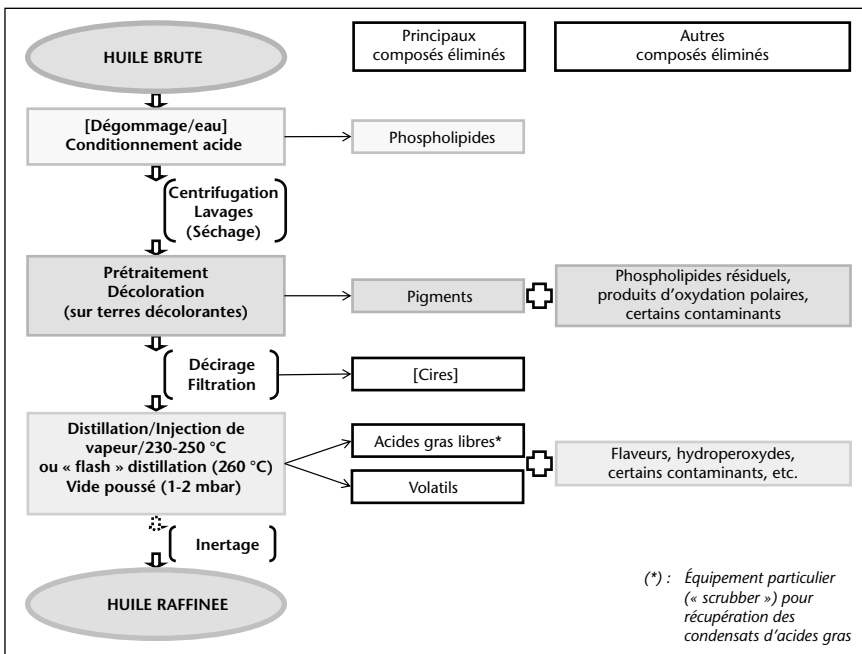 HUILE BRUTE
Principaux
composés éliminés
Autres
composés éliminés
[Dégommage/eau]
Conditionnement acide
Phospholipides
Centrifugation
Lavages
(Séchage)
Prétraitement
Décoloration
(sur terres décolorantes)
Pigments
Phospholipides résiduels,
produits d'oxydation polaires,
certains contaminants
Décirage
Filtration
[Cires]
Distillation/Injection de
vapeur/230-250 °C
ou « flash » distillation (260 °C)
Vide poussé (1-2 mbar)
Acides gras libres*
Volatils
Flaveurs, hydroperoxydes,
certains contaminants, etc.
Inertage
HUILE RAFFINEE
(*) : Équipement particulier
(« scrubber ») pour
récupération des
condensats d'acides gras